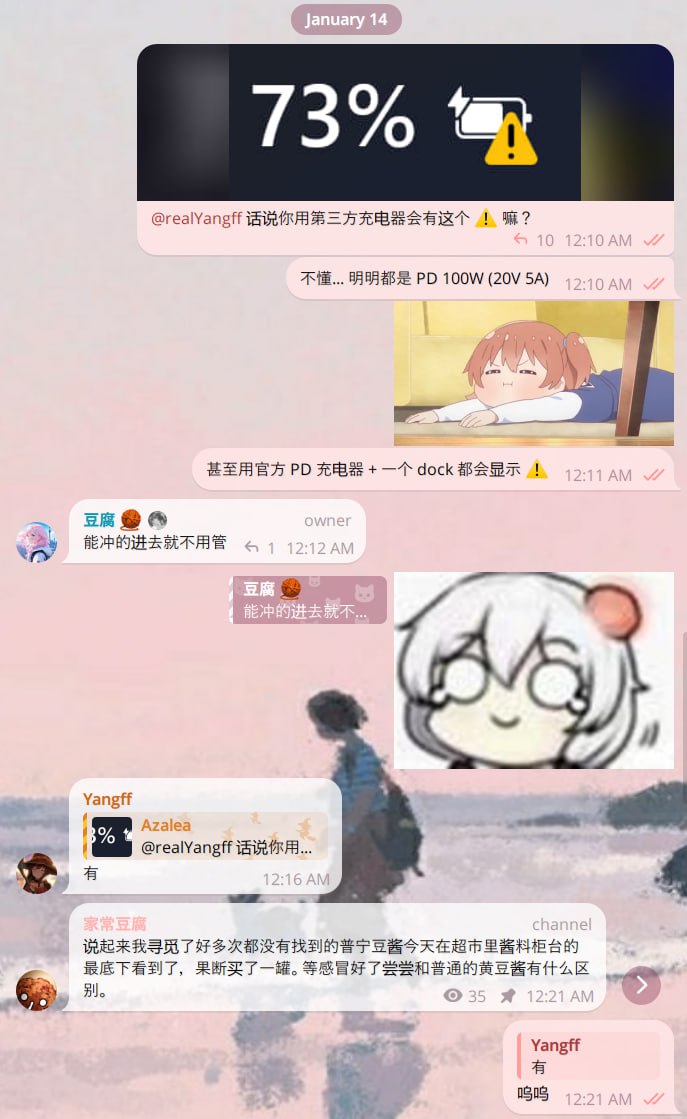 January 14
73%
@realYangff 话说你用第三方充电器会有这个 ⚠️ 嘛？
10 12:10 AM
不懂... 明明都是 PD 100W (20V 5A) 12:10 AM
甚至用官方 PD 充电器 + 一个 dock 都会显示 ⚠️ 12:11 AM
豆腐 owner
能冲的进去就不用管 1 12:12 AM
豆腐
能冲的进去就不...
Yangff
3% Azalea
@realYangff 话说你用...
有 12:16 AM
家常豆腐 channel
说起来我寻觅了好多次都没有找到的普宁豆酱今天在超市里酱料柜台的
最底下看到了，果断买了一罐。等感冒好了尝尝和普通的黄豆酱有什么区
别。 35 12:21 AM
Yangff
有
呜呜 12:21 AM